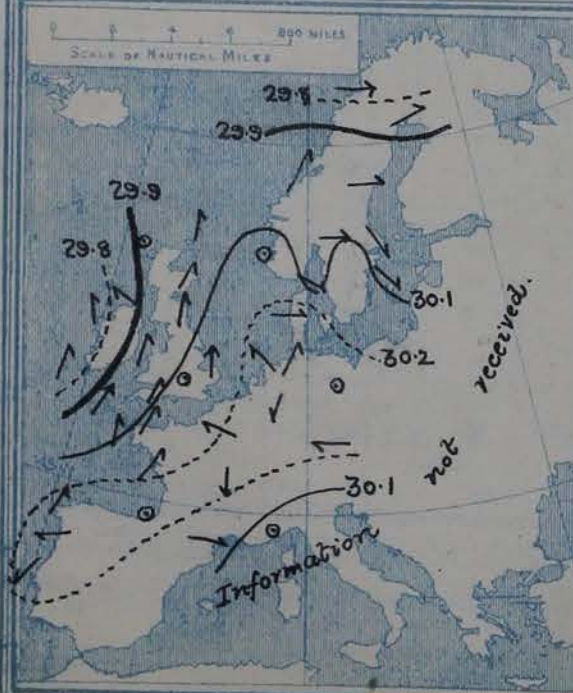 800 MILES
SCALE OF NAUTICAL MILES
29.8
29.9
29.9
29.8
30.1
30.2
received.
not
30.1
Information